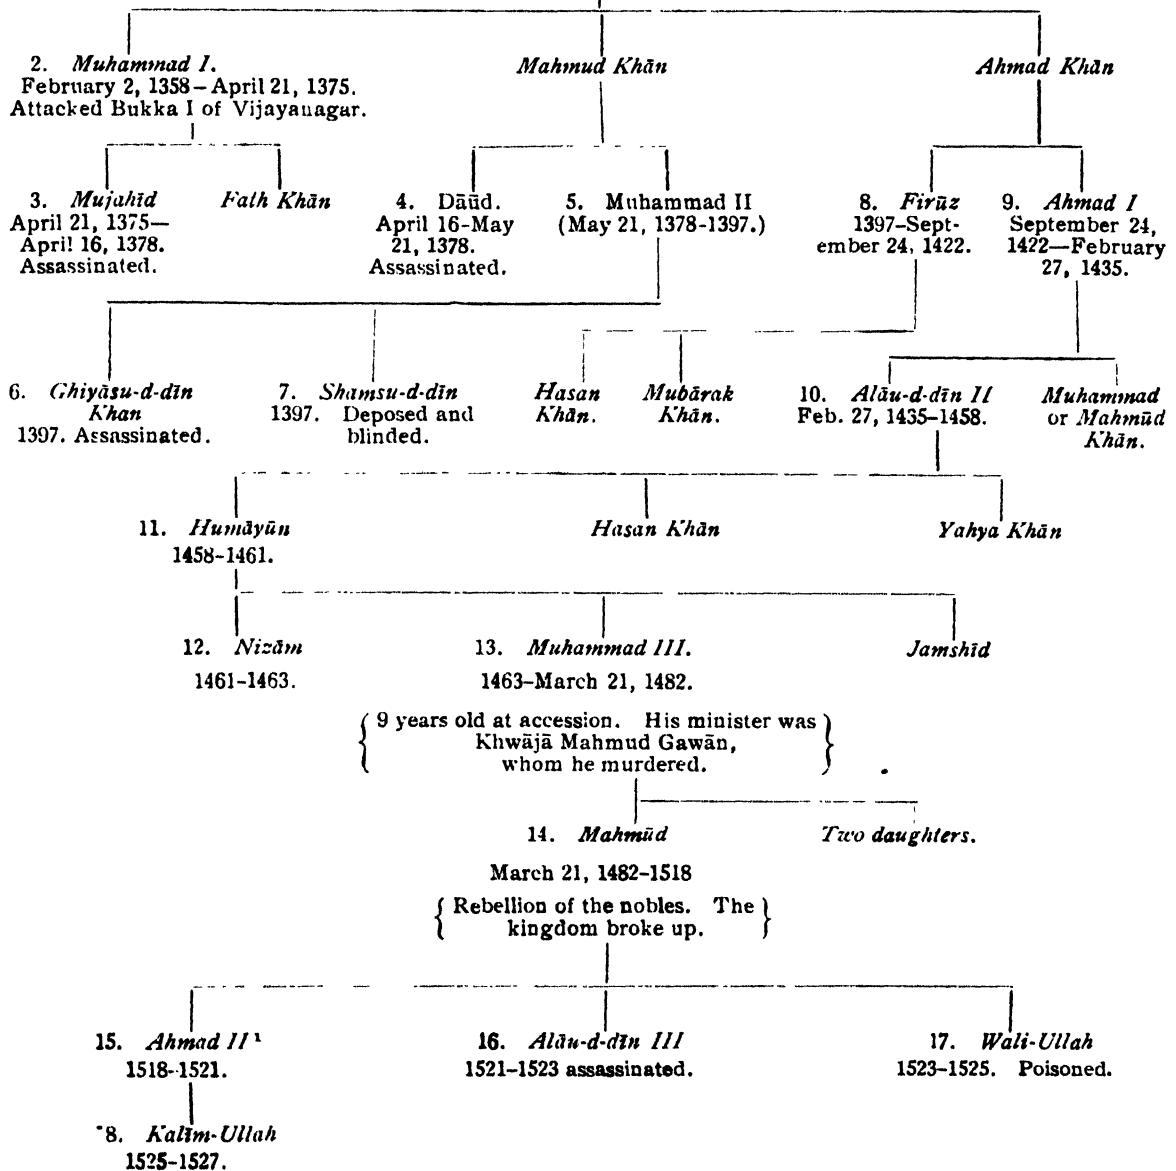 2. Muhammad I.
February 2, 1358–April 21, 1375.
Attacked Bukka I of Vijayanagar.
Mahmud Khān
Ahmad Khān
3. Mujahīd
April 21, 1375—
April 16, 1378.
Assassinated.
Fath Khān
4. Dāūd.
April 16-May
21, 1378.
Assassinated.
5. Muhammad II
(May 21, 1378-1397.)
8. Firūz
1397–Sept-
ember 24, 1422.
9. Ahmad I
September 24,
1422—February
27, 1435.
6. Ghiyāsu-d-dīn
Khan
1397. Assassinated.
7. Shamsu-d-dīn
1397. Deposed and
blinded.
Hasan
Khān.
Mubārak
Khān.
10. Alāu-d-dīn II
Feb. 27, 1435–1458.
Muhammad
or Mahmūd
Khān.
11. Humāyūn
1458-1461.
Hasan Khān
Yahya Khān
12. Nizām
1461-1463.
13. Muhammad III.
1463–March 21, 1482.
9 years old at accession. His minister was
Khwājā Mahmud Gawān,
whom he murdered.
Jamshīd
14. Mahmūd
March 21, 1482–1518
Rebellion of the nobles. The
kingdom broke up.
Two daughters.
15. Ahmad II ¹
1518-1521.
16. Alāu-d-dīn III
1521–1523 assassinated.
17. Wali-Ullah
1523–1525. Poisoned.
8. Kalīm-Ullah
1525-1527.